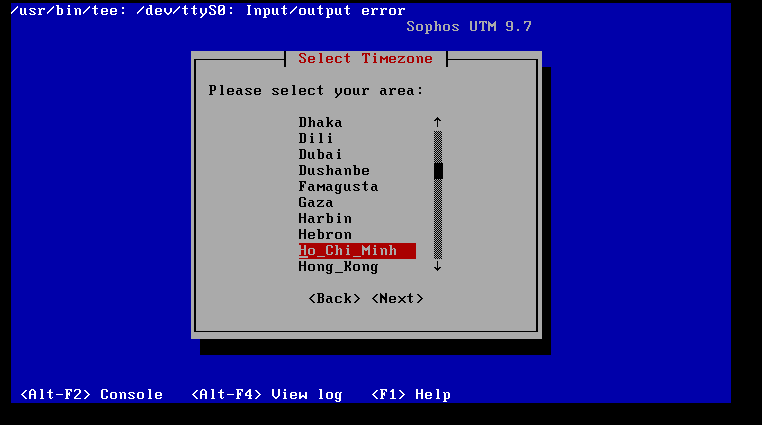 /usr/bin/tee: /dev/ttyS0: Input/output error
Sophos UTM 9.7
Select Timezone
Please select your area:
Dhaka
Dili
Dubai
Dushanbe
Famagusta
Gaza
Harbin
Hebron
Ho_Chi_Minh
Hong_Kong
<Back> <Next>
<Alt-F2> Console <Alt-F4> View log <F1> Help